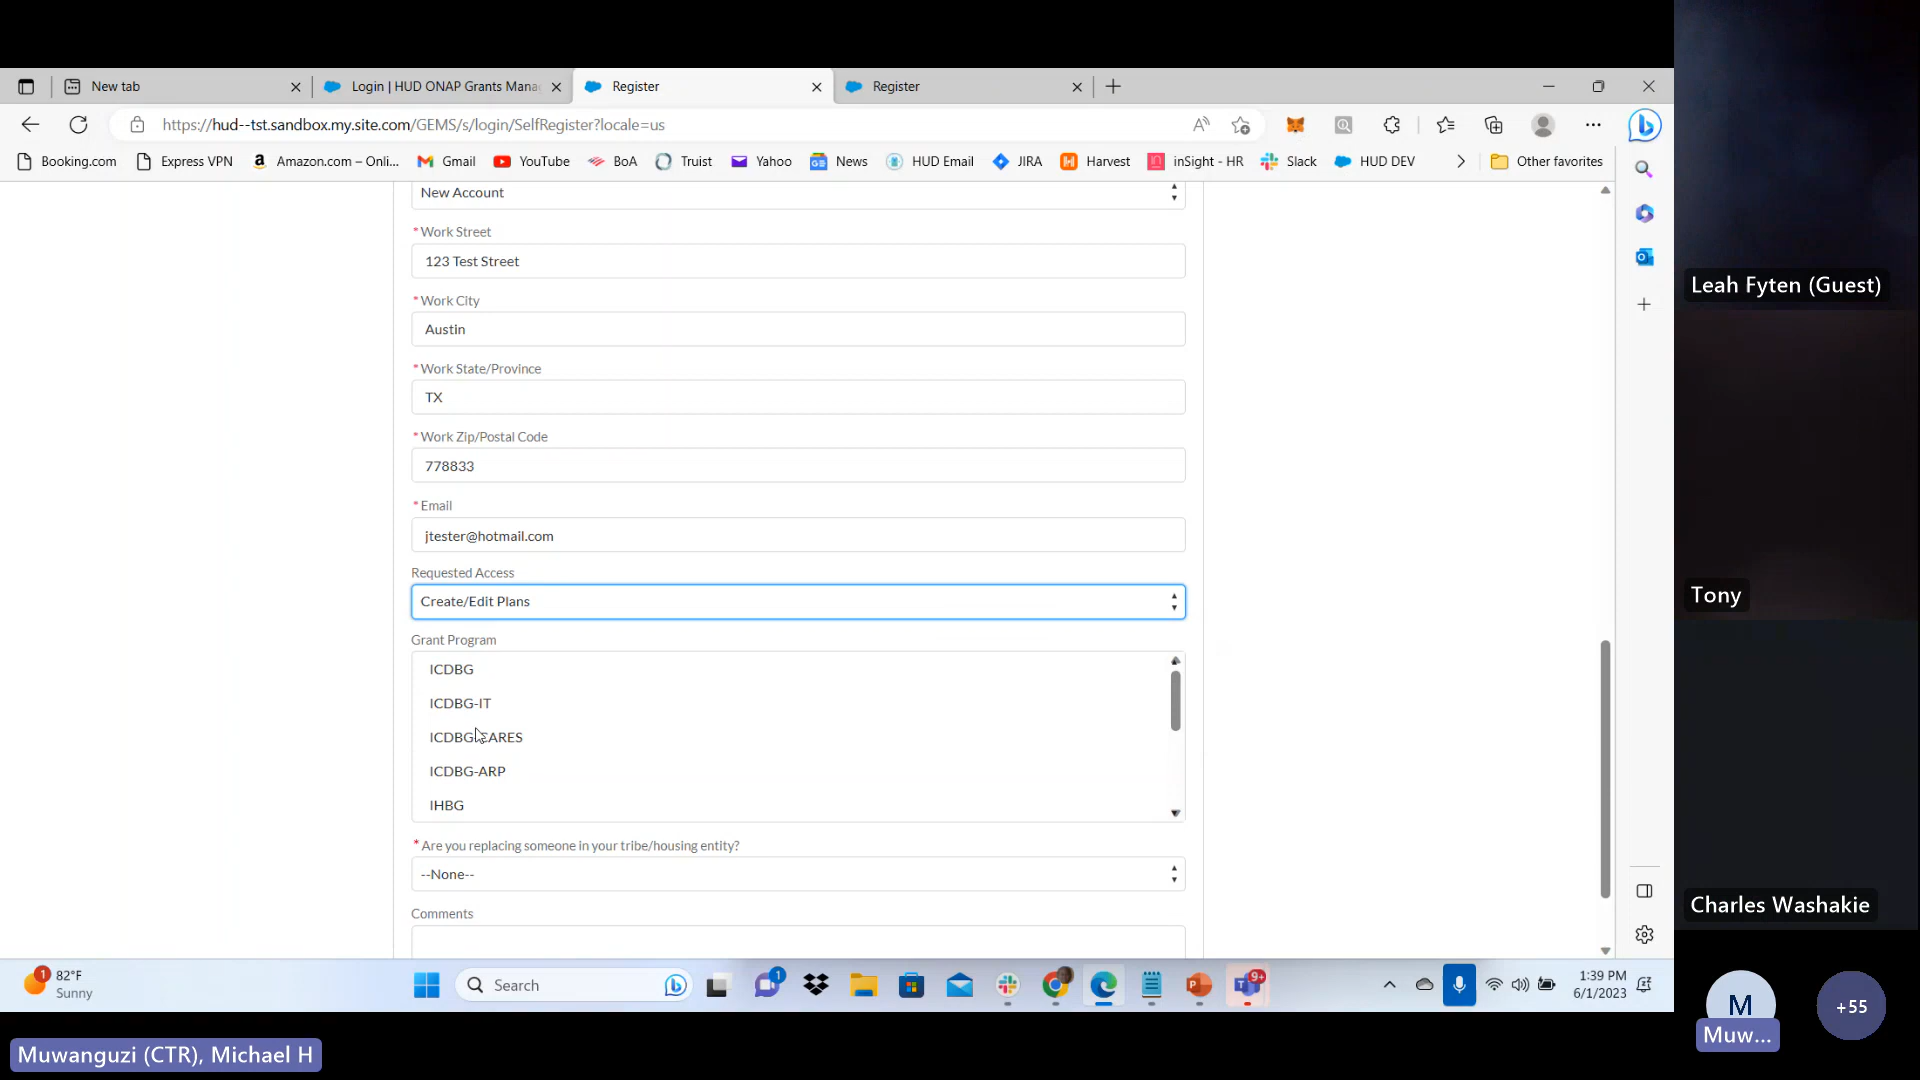 New tab
Login | HUD ONAP Grants Mana
Register
Register
https://hud--tst.sandbox.my.site.com/GEMS/s/login/SelfRegister?locale=us
Booking.com
Express VPN
Amazon.com – Onli...
Gmail
YouTube
BoA
Truist
Yahoo
News
HUD Email
JIRA
Harvest
inSight - HR
Slack
HUD DEV
Other favorites
New Account
*Work Street
123 Test Street
*Work City
Austin
*Work State/Province
TX
*Work Zip/Postal Code
778833
*Email
jtester@hotmail.com
Requested Access
Create/Edit Plans
Grant Program
ICDBG
ICDBG-IT
ICDBG-CARES
ICDBG-ARP
IHBG
*Are you replacing someone in your tribe/housing entity?
--None--
Comments
Leah Fyten (Guest)
Tony
Charles Washakie
M
Muw...
+55
1
82°F
Sunny
Search
1
9+
1:39 PM
6/1/2023
Muwanguzi (CTR), Michael H